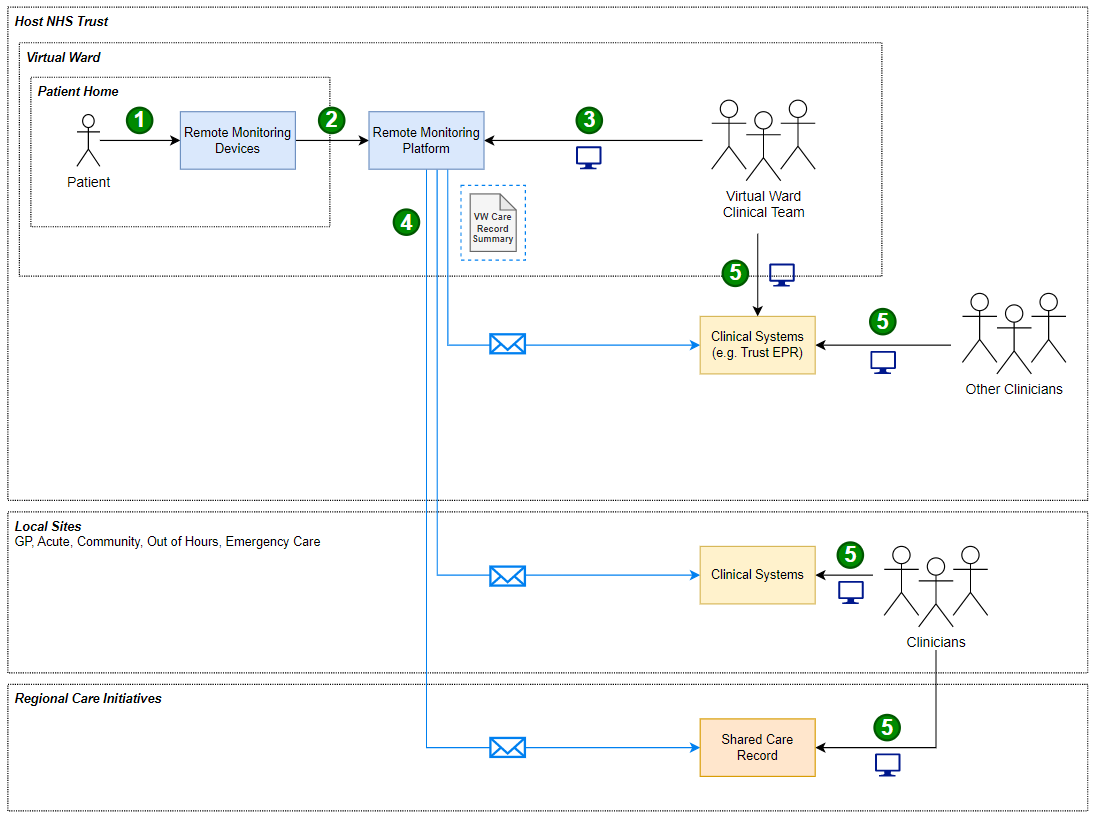 Host NHS Trust
Virtual Ward
Patient Home
1
2
3
Remote Monitoring
Devices
Remote Monitoring
Platform
Patient
Virtual Ward
Clinical Team
4
VW Care
Record
Summary
5
Clinical Systems
(e.g. Trust EPR)
5
Other Clinicians
Local Sites
GP, Acute, Community, Out of Hours, Emergency Care
Clinical Systems
5
Clinicians
Regional Care Initiatives
Shared Care
Record
5